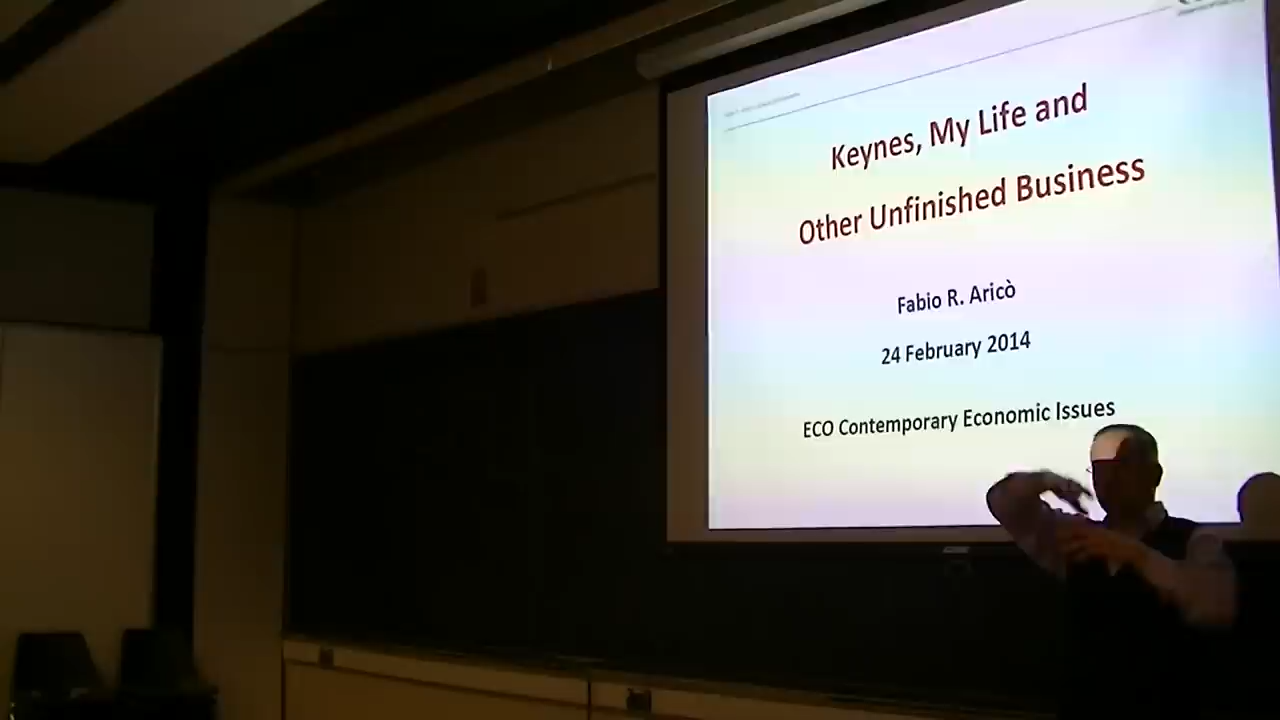 Keynes, My Life and
Other Unfinished Business
Fabio R. Aricò
24 February 2014
ECO Contemporary Economic Issues